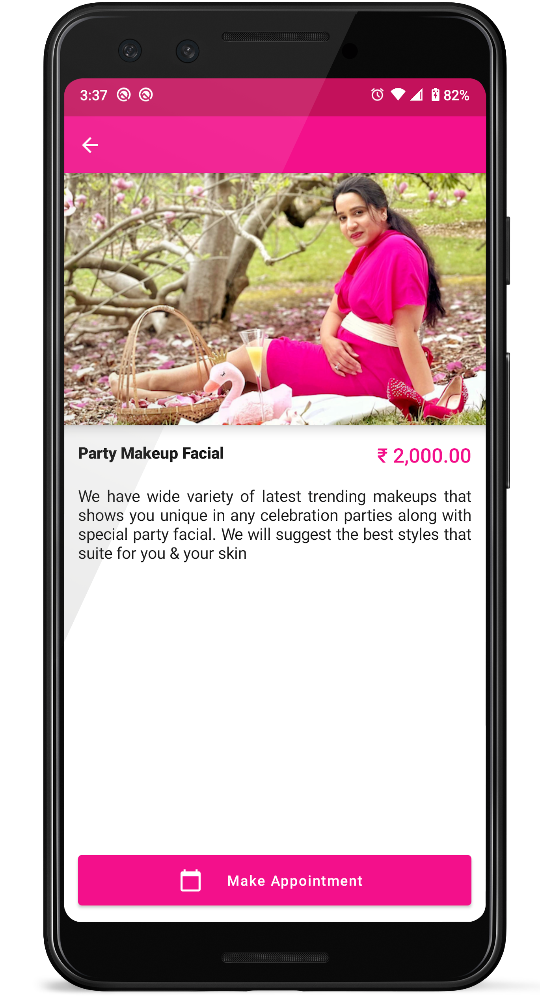 3:37
82%
Party Makeup Facial
₹ 2,000.00
We have wide variety of latest trending makeups that
shows you unique in any celebration parties along with
special party facial. We will suggest the best styles that
suite for you & your skin
Make Appointment